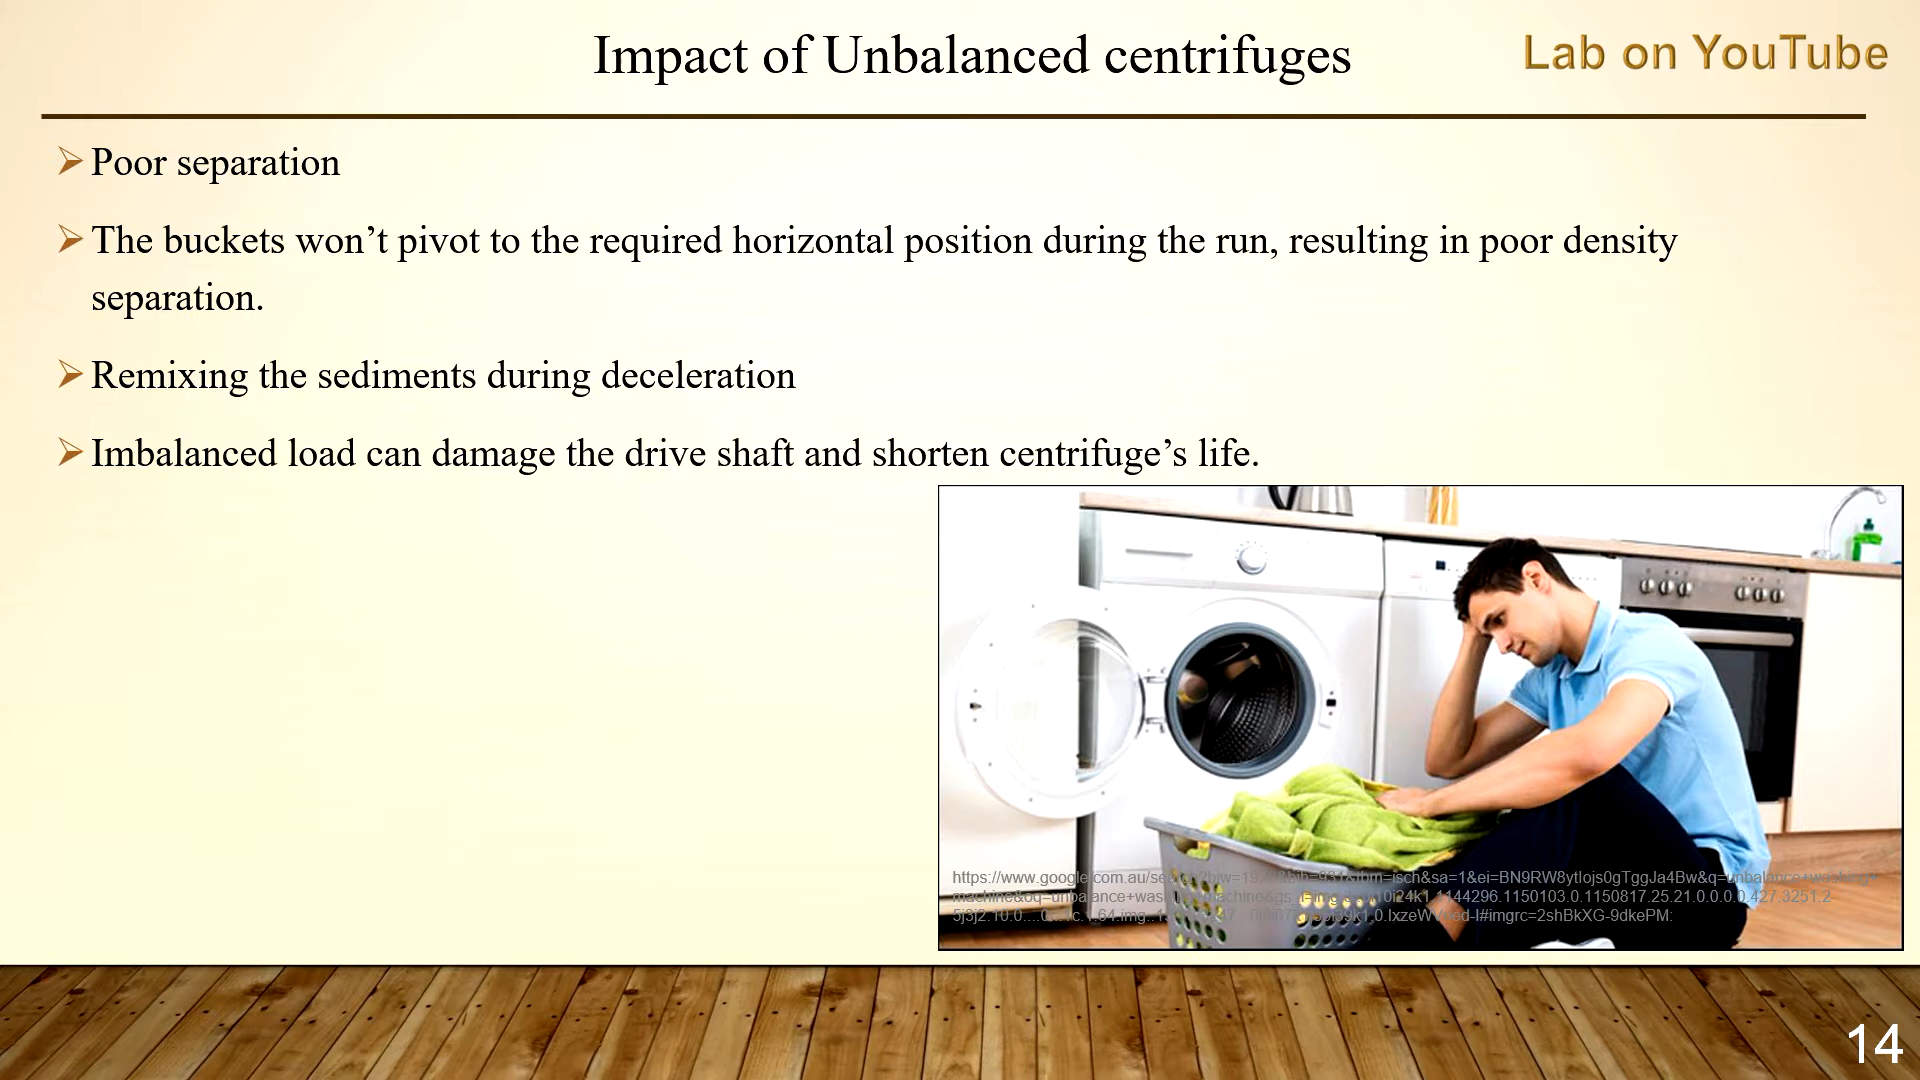 Impact of Unbalanced centrifuges
Lab on YouTube
Poor separation
The buckets won’t pivot to the required horizontal position during the run, resulting in poor density
separation.
Remixing the sediments during deceleration
Imbalanced load can damage the drive shaft and shorten centrifuge’s life.
14